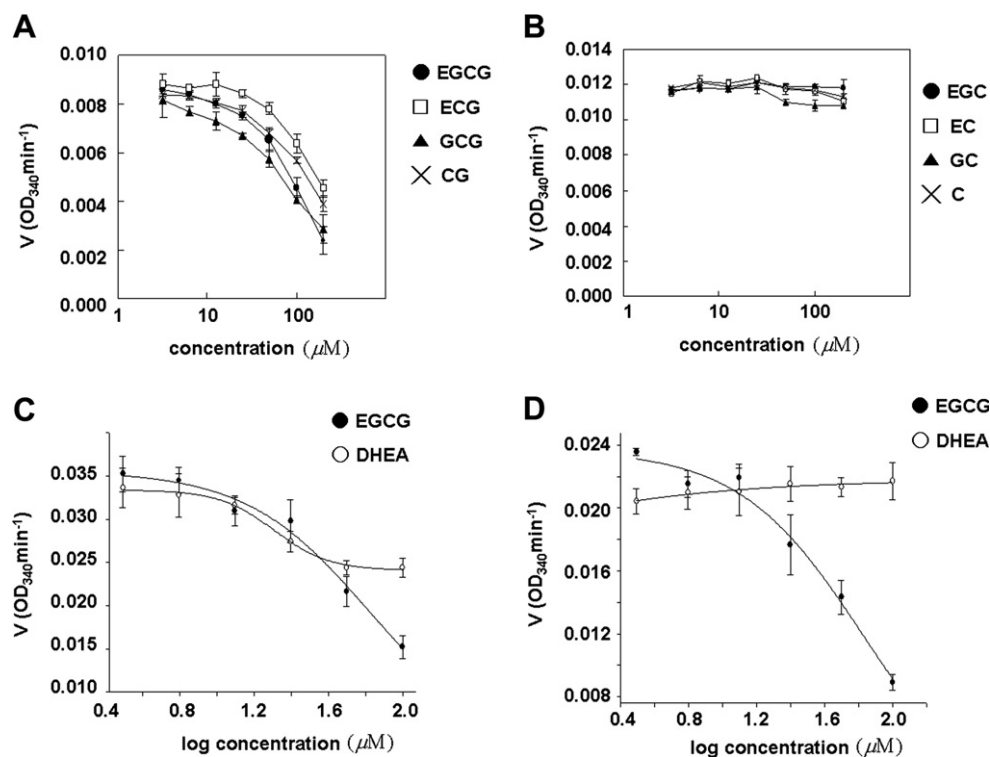 A
0.010
0.008
0.006
0.004
0.002
0.000
V (OD₃₄₀min⁻¹)
1
10
100
concentration (μM)
EGCG
ECG
GCG
CG
B
0.014
0.012
0.010
0.008
0.006
0.004
0.002
0.000
V (OD₃₄₀min⁻¹)
1
10
100
concentration (μM)
EGC
EC
GC
C
C
EGCG
DHEA
0.035
0.030
0.025
0.020
0.015
0.010
V (OD₃₄₀min⁻¹)
0.4
0.8
1.2
1.6
2.0
log concentration (μM)
D
EGCG
DHEA
0.024
0.020
0.016
0.012
0.008
V (OD₃₄₀min⁻¹)
0.4
0.8
1.2
1.6
2.0
log concentration (μM)